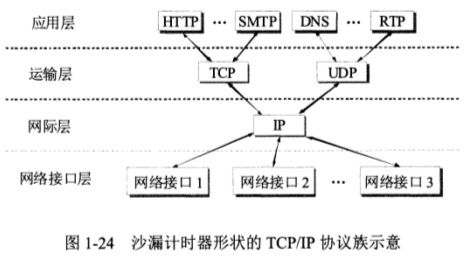 应用层 HTTP … SMTP DNS … RTP
运输层 TCP UDP
网际层 IP
网络接口层 网络接口 1 网络接口 2 … 网络接口 3
图 1-24 沙漏计时器形状的 TCP/IP 协议族示意